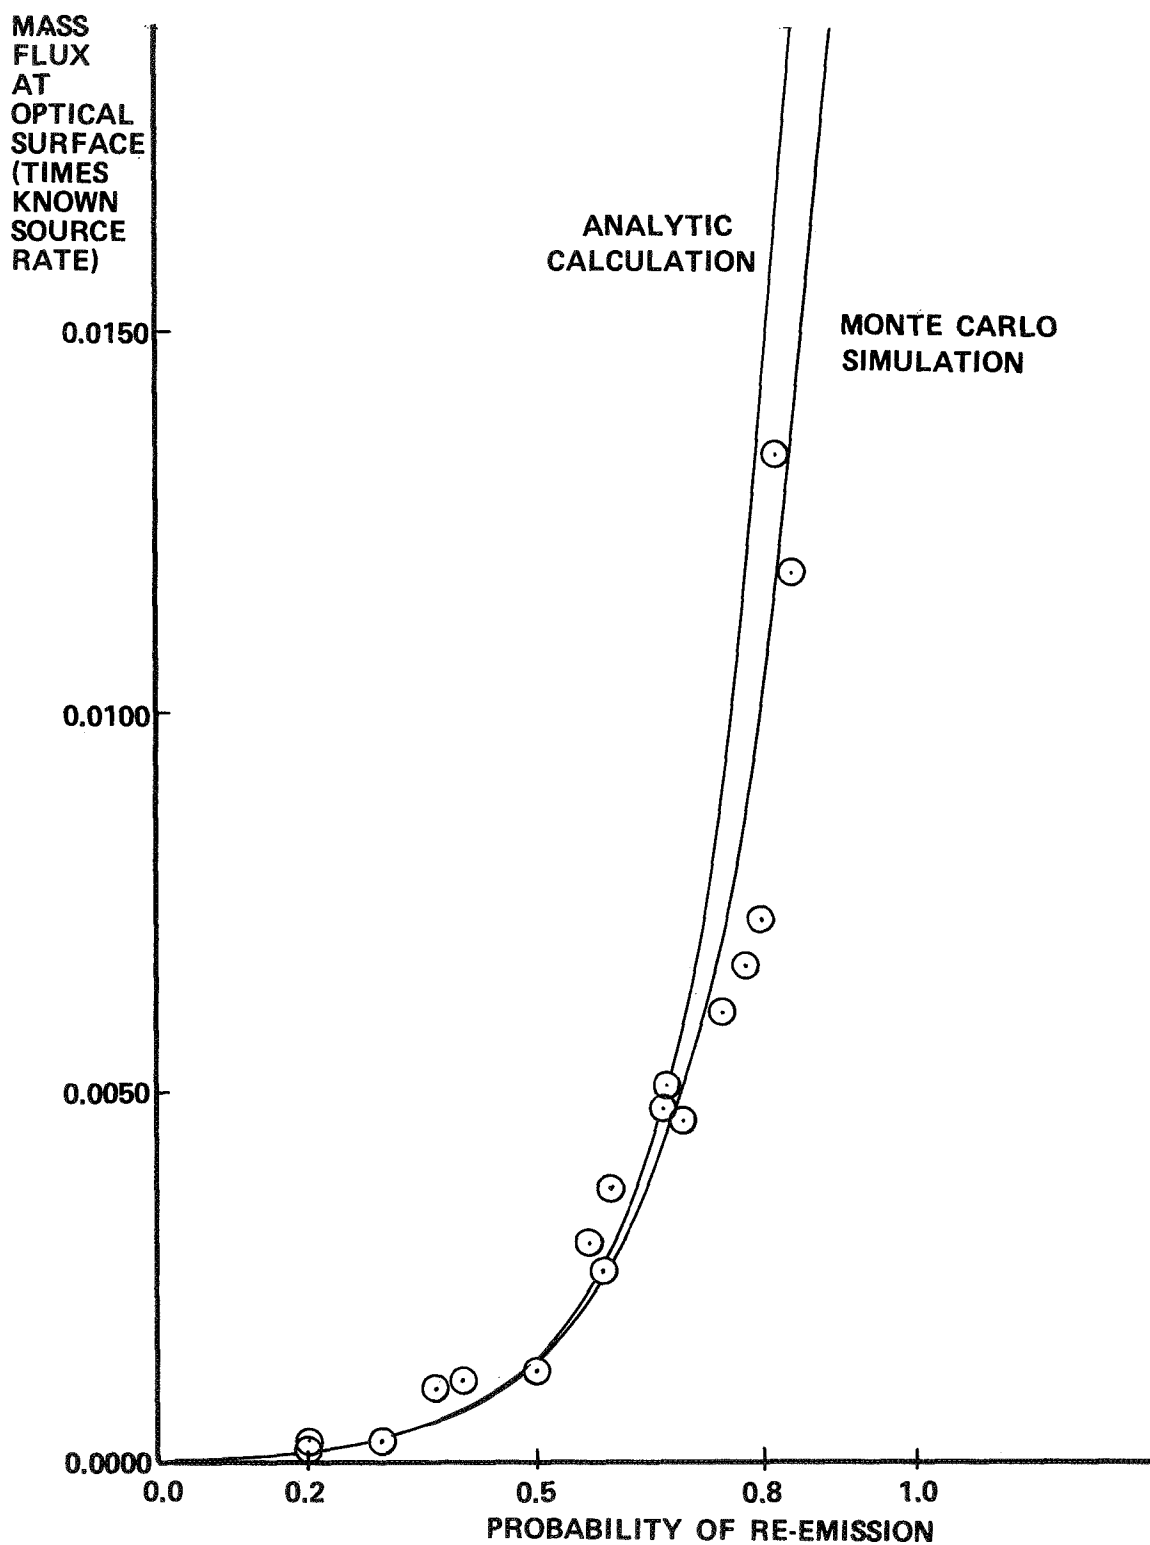 MASS
FLUX
AT
OPTICAL
SURFACE
(TIMES
KNOWN
SOURCE
RATE)
ANALYTIC
CALCULATION
MONTE CARLO
SIMULATION
0.0150
0.0100
0.0050
0.0000
0.0 0.2 0.5 0.8 1.0
PROBABILITY OF RE-EMISSION